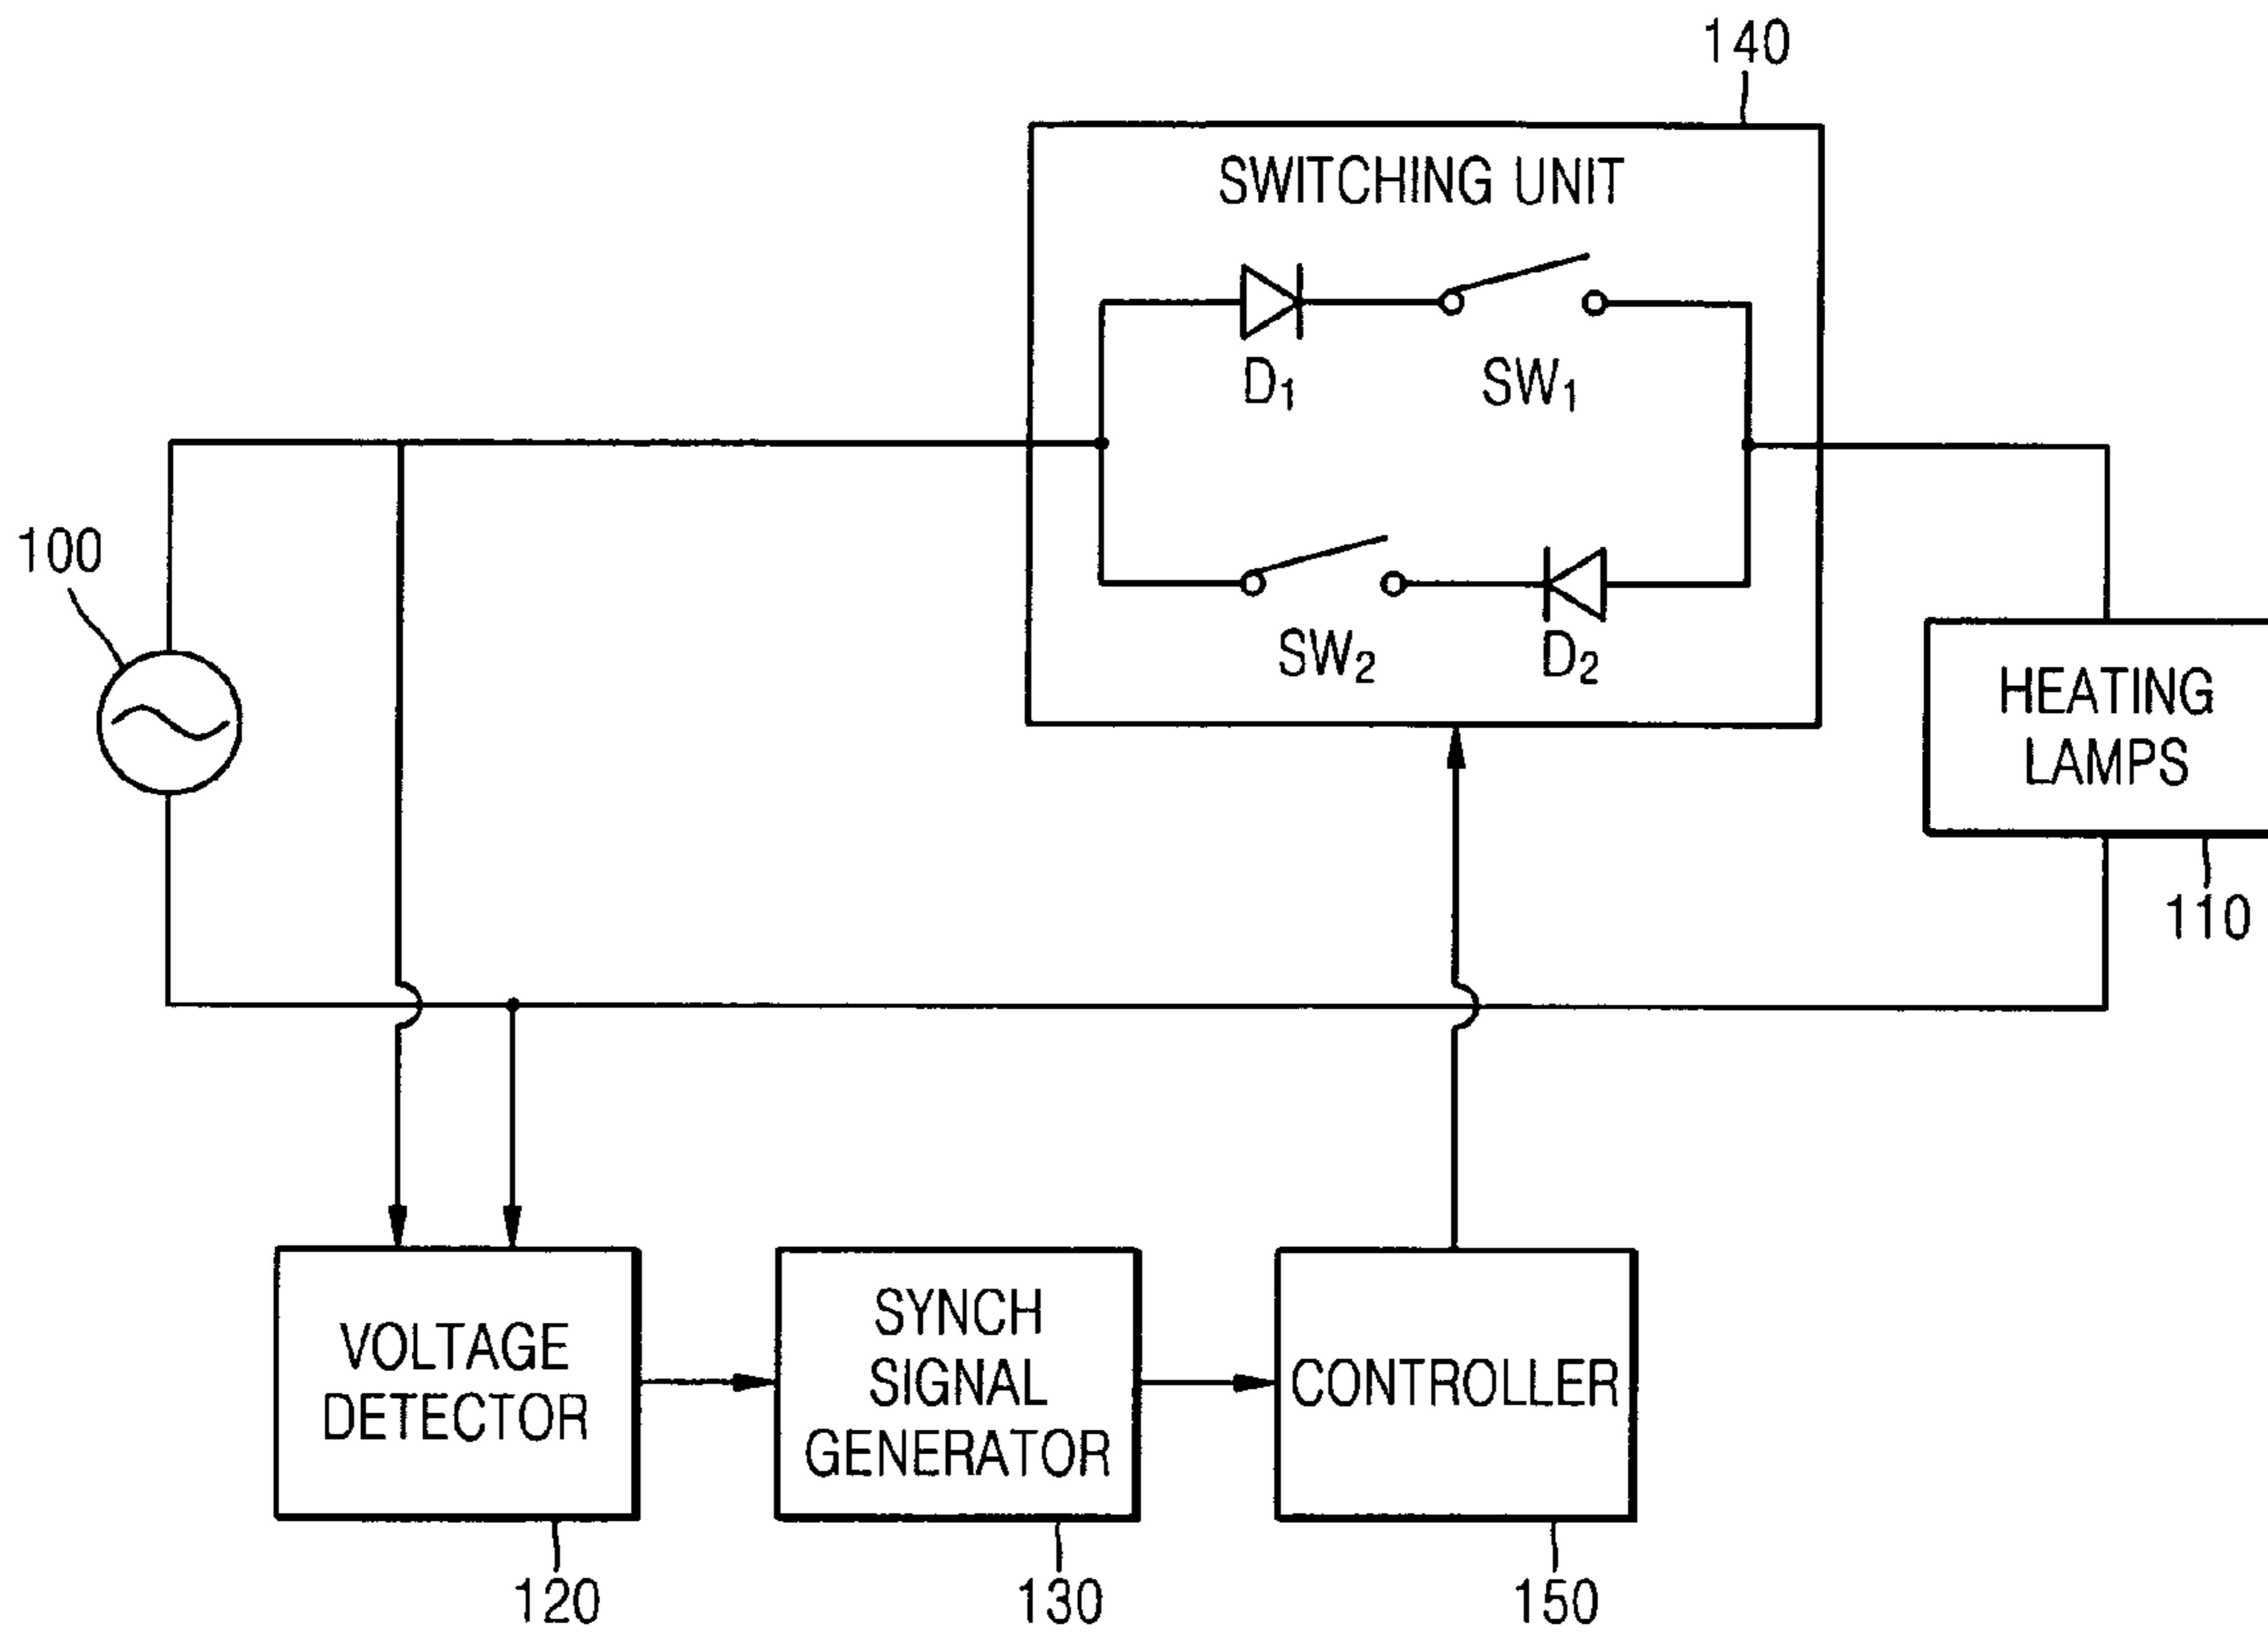 140
SWITCHING UNIT
D1
SW1
100
SW2
D2
HEATING
LAMPS
110
VOLTAGE
DETECTOR
SYNCH
SIGNAL
GENERATOR
CONTROLLER
120
130
150